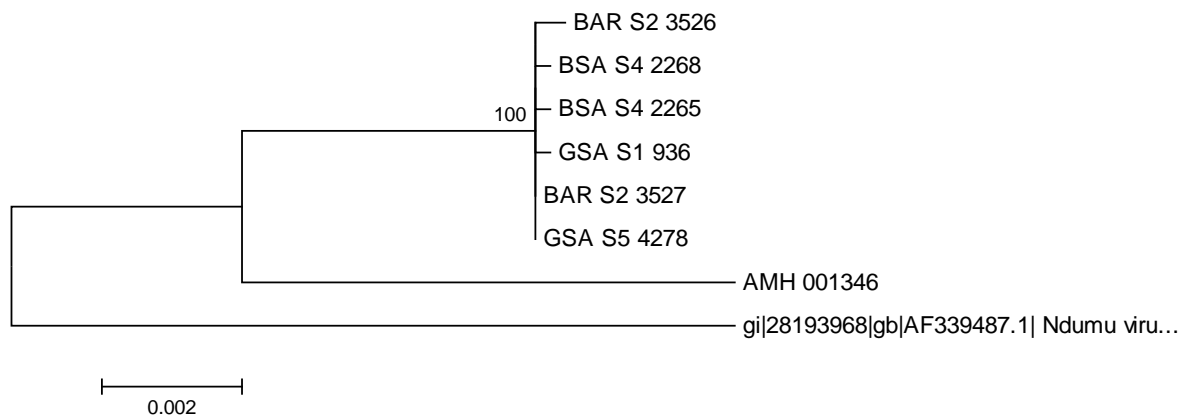 BAR S2 3526
BSA S4 2268
BSA S4 2265
100
GSA S1 936
BAR S2 3527
GSA S5 4278
AMH 001346
gi|28193968|gb|AF339487.1| Ndumu viru...
0.002